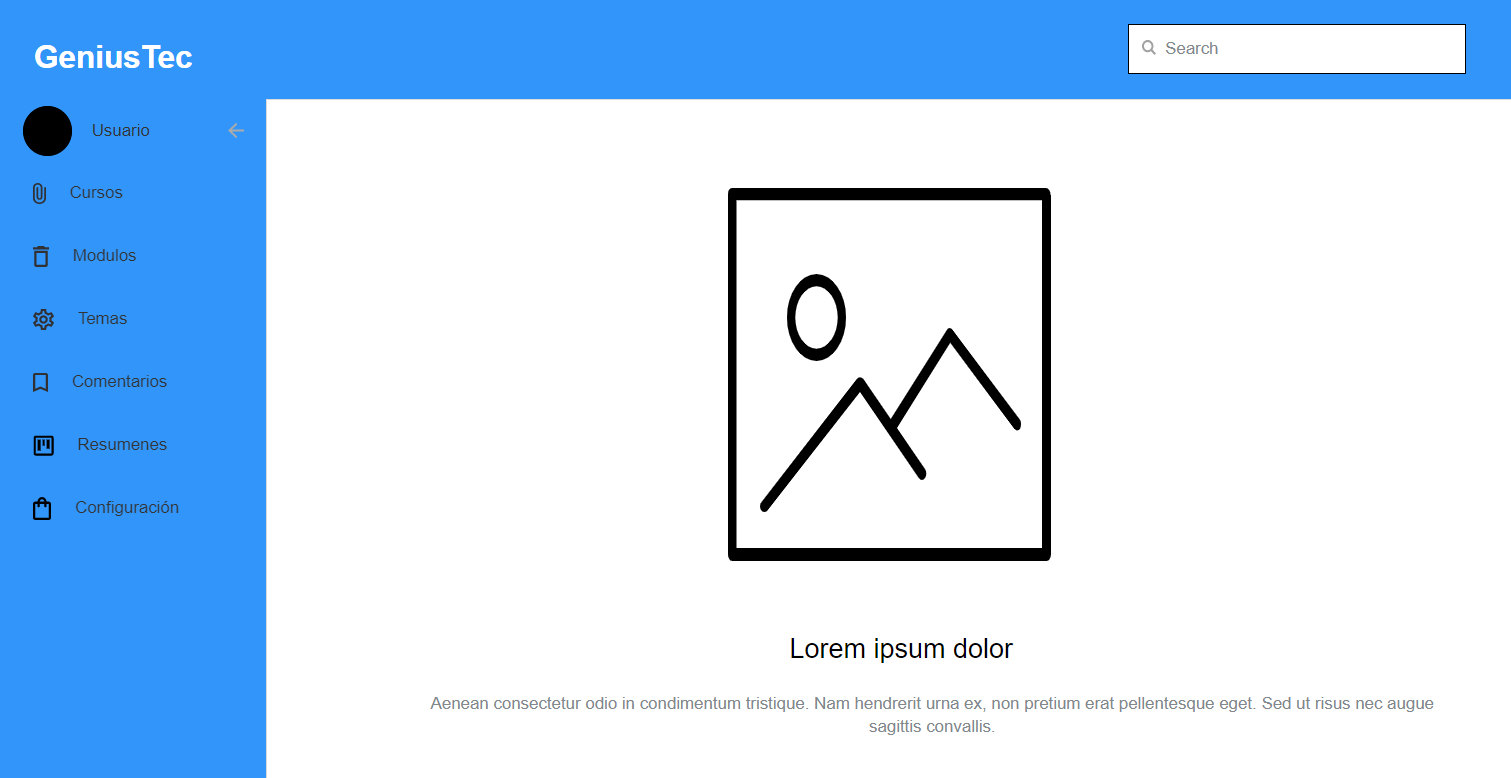 GeniusTec
Search
Usuario
Cursos
Modulos
Temas
Comentarios
Resumenes
Configuración
Lorem ipsum dolor
Aenean consectetur odio in condimentum tristique. Nam hendrerit urna ex, non pretium erat pellentesque eget. Sed ut risus nec augue
sagittis convallis.